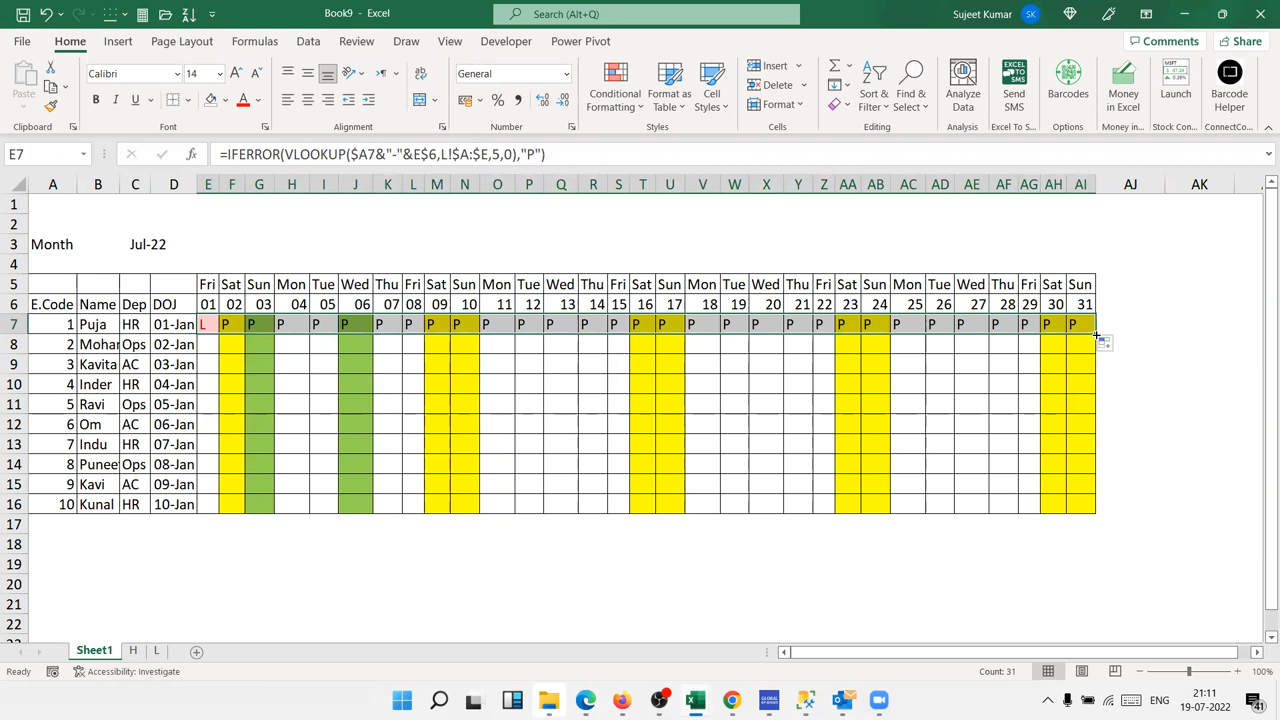 Book9 - Excel
Search (Alt+Q)
Sujeet Kumar
SK
File Home Insert Page Layout Formulas Data Review View Draw Developer Power Pivot
Comments Share
Paste
Calibri 14
General
Conditional Formatting
Format as Table
Cell Styles
Insert
Delete
Format
Sort & Filter
Find & Select
Analyze Data
Send SMS
Barcodes
Money in Excel
Launch
Barcode Helper
Clipboard Font Alignment Number Styles Cells Editing Analysis Excel To S... Options Money Stock Con... ConnectCo...
E7
=IFERROR(VLOOKUP($A7&"-"&E$6,L!$A:$E,5,0),"P")
A B C D E F G H I J K L M N O P Q R S T U V W X Y Z AA AB AC AD AE AF AG AH AI AJ AK
1
2
3 Month Jul-22
4
5 Fri Sat Sun Mon Tue Wed Thu Fri Sat Sun Mon Tue Wed Thu Fri Sat Sun Mon Tue Wed Thu Fri Sat Sun Mon Tue Wed Thu Fri Sat Sun
6 E.Code Name Dep DOJ 01 02 03 04 05 06 07 08 09 10 11 12 13 14 15 16 17 18 19 20 21 22 23 24 25 26 27 28 29 30 31
7 1 Puja HR 01-Jan L P P P P P P P P P P P P P P P P P P P P P P P P P P P P P P
8 2 Mohar Ops 02-Jan
9 3 Kavita AC 03-Jan
10 4 Inder HR 04-Jan
11 5 Ravi Ops 05-Jan
12 6 Om AC 06-Jan
13 7 Indu HR 07-Jan
14 8 Punee Ops 08-Jan
15 9 Kavi AC 09-Jan
16 10 Kunal HR 10-Jan
17
18
19
20
21
22
Sheet1 H L
Ready Accessibility: Investigate Count: 31 100%
ENG 21:11
19-07-2022
41